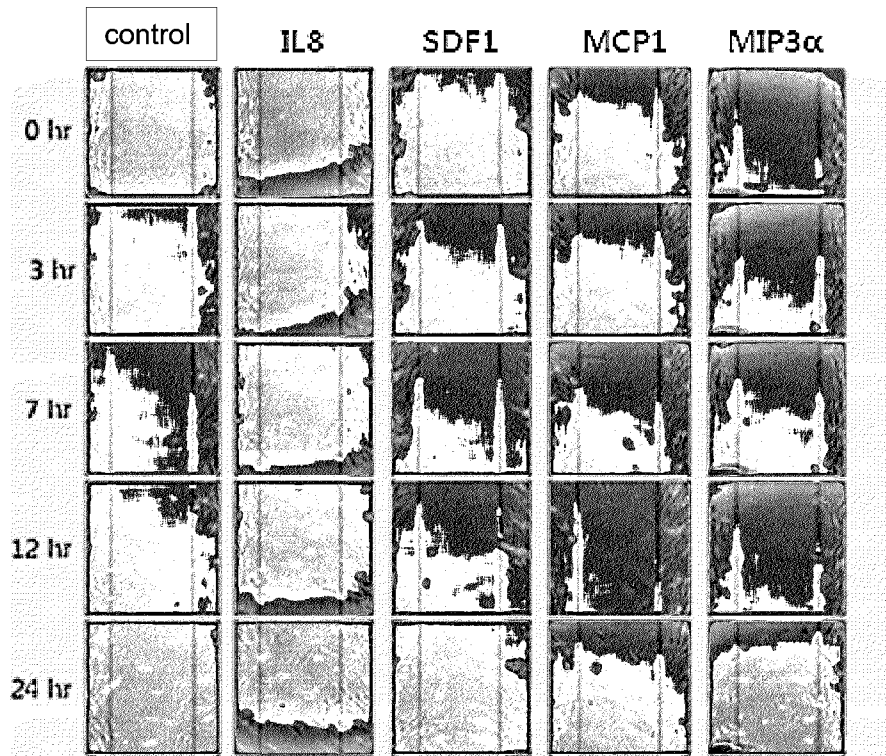 control IL8 SDF1 MCP1 MIP3α
0 hr
3 hr
7 hr
12 hr
24 hr